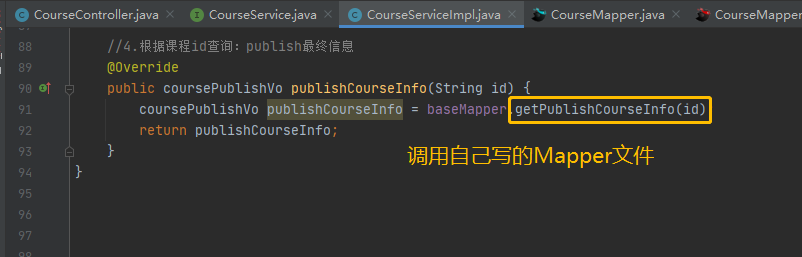 CourseController.java CourseService.java CourseServiceImpl.java CourseMapper.java CourseMapper
88 //4.根据课程id查询：publish最终信息
89 @Override
90 public coursePublishVo publishCourseInfo(String id) {
91 coursePublishVo publishCourseInfo = baseMapper.getPublishCourseInfo(id)
92 return publishCourseInfo;
93 }
调用自己写的Mapper文件
94 }
95
96
97